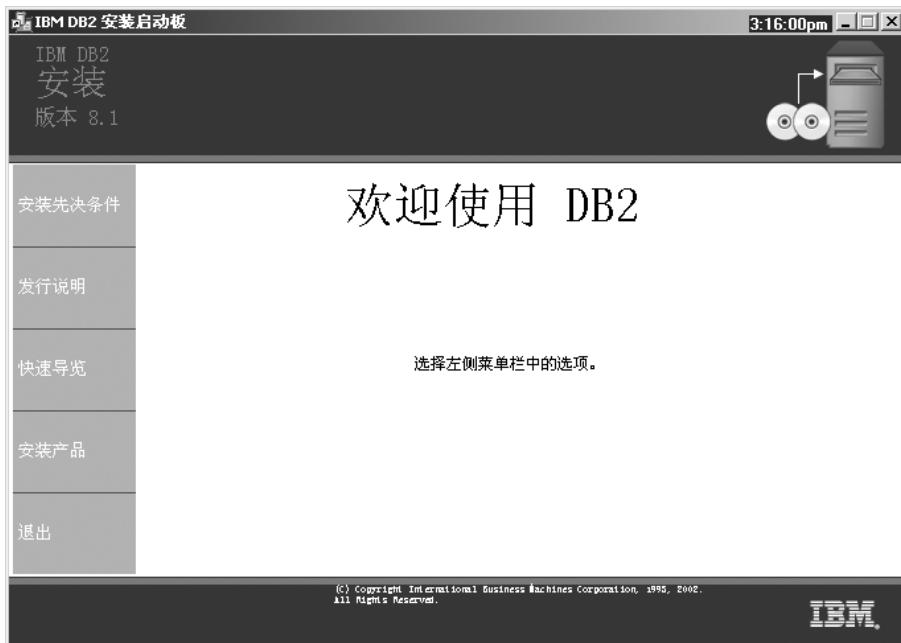 IBM DB2 安装启动板
3:16:00pm
IBM DB2
安装
版本 8.1
安装先决条件
发行说明
快速导览
安装产品
退出
欢迎使用 DB2
选择左侧菜单栏中的选项。
(C) Copyright International Business Machines Corporation, 1995, 2002.
All Rights Reserved.
IBM